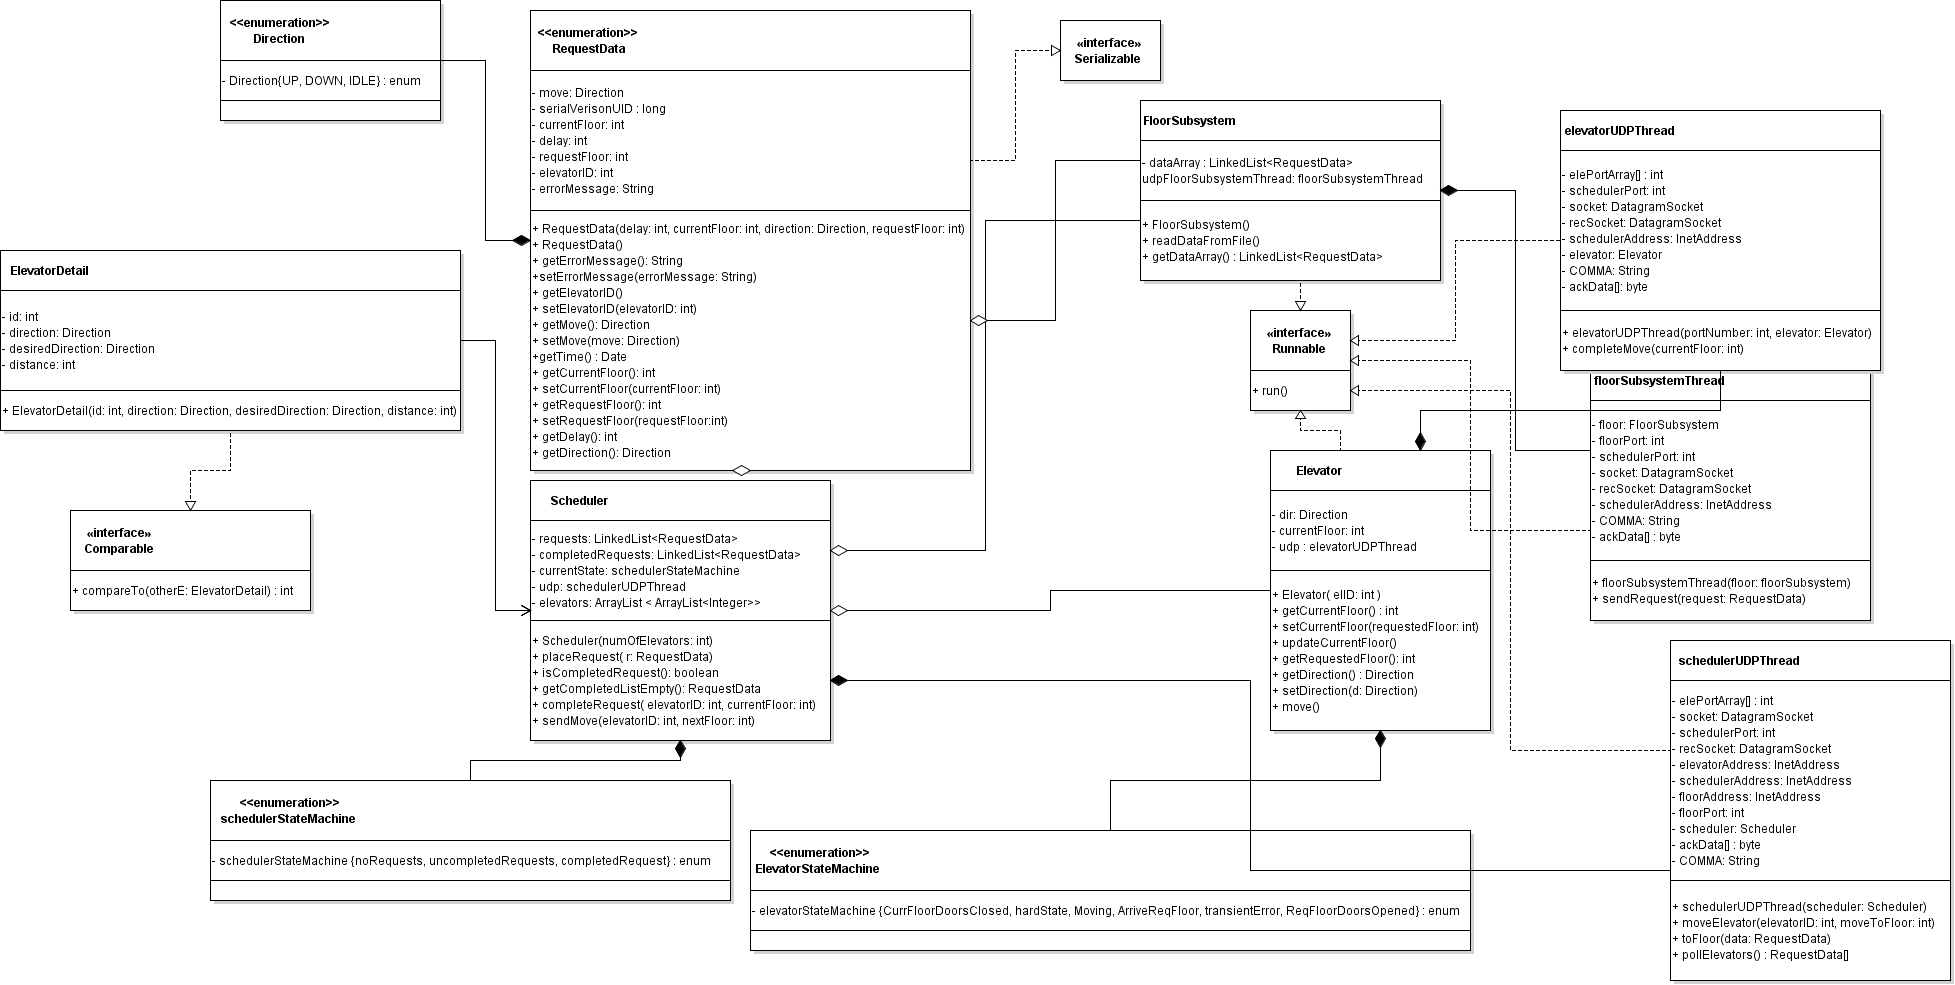 <<enumeration>>
Direction
- Direction{UP, DOWN, IDLE} : enum
<<enumeration>>
RequestData
- move: Direction
- serialVerisonUID : long
- currentFloor: int
- delay: int
- requestFloor: int
- elevatorID: int
- errorMessage: String
+ RequestData(delay: int, currentFloor: int, direction: Direction, requestFloor: int)
+ RequestData()
+ getErrorMessage(): String
+setErrorMessage(errorMessage: String)
+ getElevatorID()
+ setElevatorID(elevatorID: int)
+ getMove(): Direction
+ setMove(move: Direction)
+getTime() : Date
+ getCurrentFloor(): int
+ setCurrentFloor(currentFloor: int)
+ getRequestFloor(): int
+ setRequestFloor(requestFloor:int)
+ getDelay(): int
+ getDirection(): Direction
«interface»
Serializable
FloorSubsystem
- dataArray : LinkedList<RequestData>
udpFloorSubsystemThread: floorSubsystemThread
+ FloorSubsystem()
+ readDataFromFile()
+ getDataArray() : LinkedList<RequestData>
elevatorUDPThread
- elePortArray[] : int
- schedulerPort: int
- socket: DatagramSocket
- recSocket: DatagramSocket
- schedulerAddress: InetAddress
- elevator: Elevator
- COMMA: String
- ackData[]: byte
+ elevatorUDPThread(portNumber: int, elevator: Elevator)
+ completeMove(currentFloor: int)
ElevatorDetail
- id: int
- direction: Direction
- desiredDirection: Direction
- distance: int
+ ElevatorDetail(id: int, direction: Direction, desiredDirection: Direction, distance: int)
«interface»
Runnable
+ run()
floorSubsystemThread
- floor: FloorSubsystem
- floorPort: int
- schedulerPort: int
- socket: DatagramSocket
- recSocket: DatagramSocket
- schedulerAddress: InetAddress
- COMMA: String
- ackData[] : byte
+ floorSubsystemThread(floor: floorSubsystem)
+ sendRequest(request: RequestData)
«interface»
Comparable
+ compareTo(otherE: ElevatorDetail) : int
Scheduler
- requests: LinkedList<RequestData>
- completedRequests: LinkedList<RequestData>
- currentState: schedulerStateMachine
- udp: schedulerUDPThread
- elevators: ArrayList < ArrayList<Integer>>
+ Scheduler(numOfElevators: int)
+ placeRequest( r: RequestData)
+ isCompletedRequest(): boolean
+ getCompletedListEmpty(): RequestData
+ completeRequest( elevatorID: int, currentFloor: int)
+ sendMove(elevatorID: int, nextFloor: int)
Elevator
- dir: Direction
- currentFloor: int
- udp : elevatorUDPThread
+ Elevator( elID: int )
+ getCurrentFloor() : int
+ setCurrentFloor(requestedFloor: int)
+ updateCurrentFloor()
+ getRequestedFloor(): int
+ getDirection() : Direction
+ setDirection(d: Direction)
+ move()
schedulerUDPThread
- elePortArray[] : int
- socket: DatagramSocket
- schedulerPort: int
- recSocket: DatagramSocket
- elevatorAddress: InetAddress
- schedulerAddress: InetAddress
- floorAddress: InetAddress
- floorPort: int
- scheduler: Scheduler
- ackData[] : byte
- COMMA: String
+ schedulerUDPThread(scheduler: Scheduler)
+ moveElevator(elevatorID: int, moveToFloor: int)
+ toFloor(data: RequestData)
+ pollElevators() : RequestData[]
<<enumeration>>
schedulerStateMachine
- schedulerStateMachine {noRequests, uncompletedRequests, completedRequest} : enum
<<enumeration>>
ElevatorStateMachine
- elevatorStateMachine {CurrFloorDoorsClosed, hardState, Moving, ArriveReqFloor, transientError, ReqFloorDoorsOpened} : enum